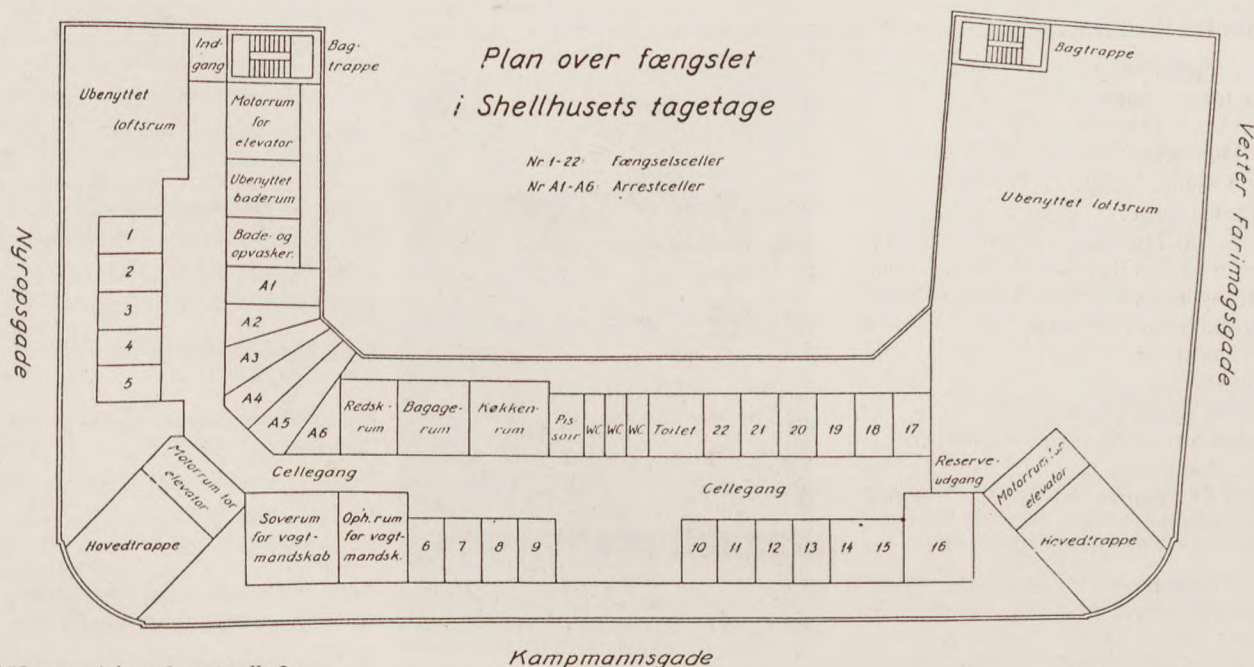 Plan over fængslet
i Shellhusets tagetage
Nr 1-22: Fængselsceller
Nr A1-A6: Arrestceller
Ubenyttet
loftsrum
Ind-
gang
Bag-
trappe
Motorrum
for
elevator
Ubenyttet
baderum
Bade- og
opvasker.
A1
A2
A3
A4
A5
A6
1
2
3
4
5
Nyropsgade
Redsk-
rum
Bagage-
rum
Køkken-
rum
Pis
soir
WC
WC
WC
Toilet
22
21
20
19
18
17
Cellegang
Cellegang
Reserve-
udgang
Motorrum for
elevator
Hovedtrappe
Soverum
for vagt-
mandskab
Oph. rum
for vagt-
mandsk.
6
7
8
9
10
11
12
13
14
15
16
Motorrum for
elevator
Hovedtrappe
Bagtrappe
Ubenyttet loftsrum
Vester Farimagsgade
Kampmannsgade